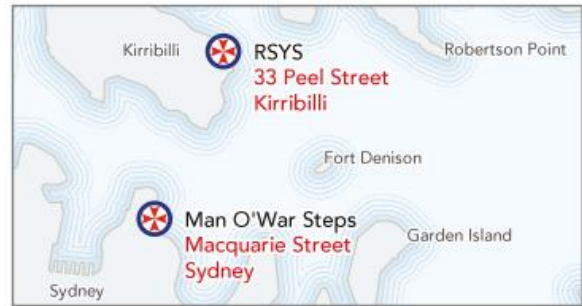 Kirribilli
RSYS
33 Peel Street
Kirribilli
Robertson Point
Fort Denison
Man O'War Steps
Macquarie Street
Sydney
Garden Island
Sydney